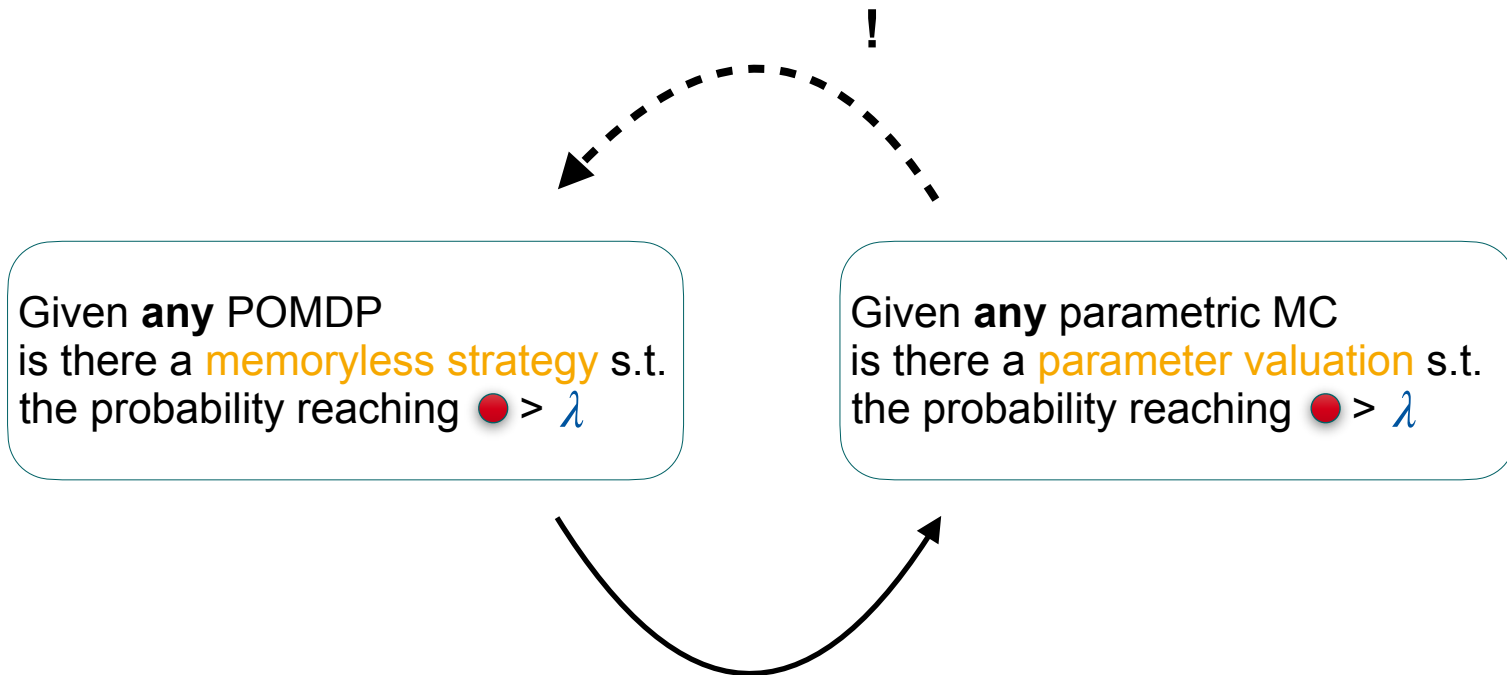 !
Given any POMDP
is there a memoryless strategy s.t.
the probability reaching > λ
Given any parametric MC
is there a parameter valuation s.t.
the probability reaching > λ